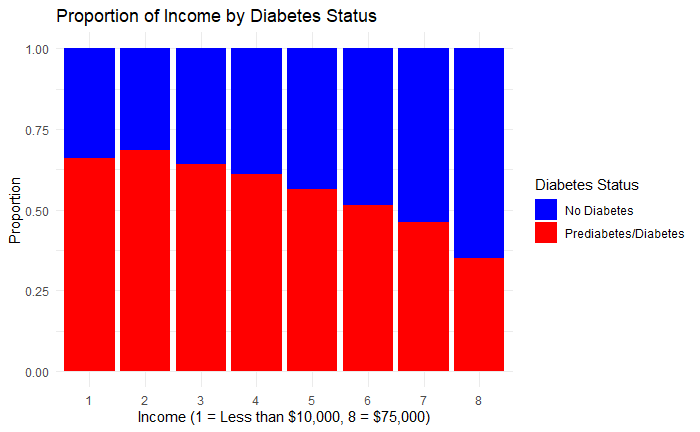 Proportion of Income by Diabetes Status
1.00
0.75
0.50
0.25
0.00
Proportion
1 2 3 4 5 6 7 8
Income (1 = Less than $10,000, 8 = $75,000)
Diabetes Status
No Diabetes
Prediabetes/Diabetes